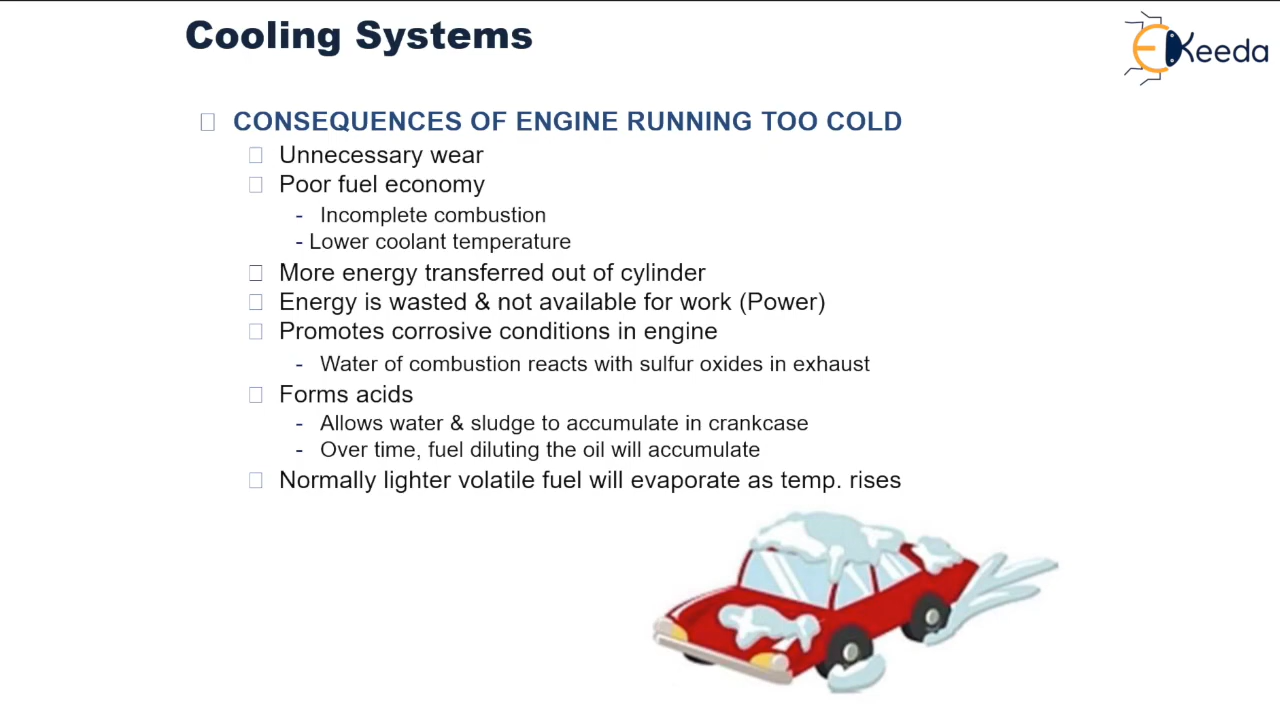 Cooling Systems
EKeeda
CONSEQUENCES OF ENGINE RUNNING TOO COLD
Unnecessary wear
Poor fuel economy
- Incomplete combustion
- Lower coolant temperature
More energy transferred out of cylinder
Energy is wasted & not available for work (Power)
Promotes corrosive conditions in engine
- Water of combustion reacts with sulfur oxides in exhaust
Forms acids
- Allows water & sludge to accumulate in crankcase
- Over time, fuel diluting the oil will accumulate
Normally lighter volatile fuel will evaporate as temp. rises